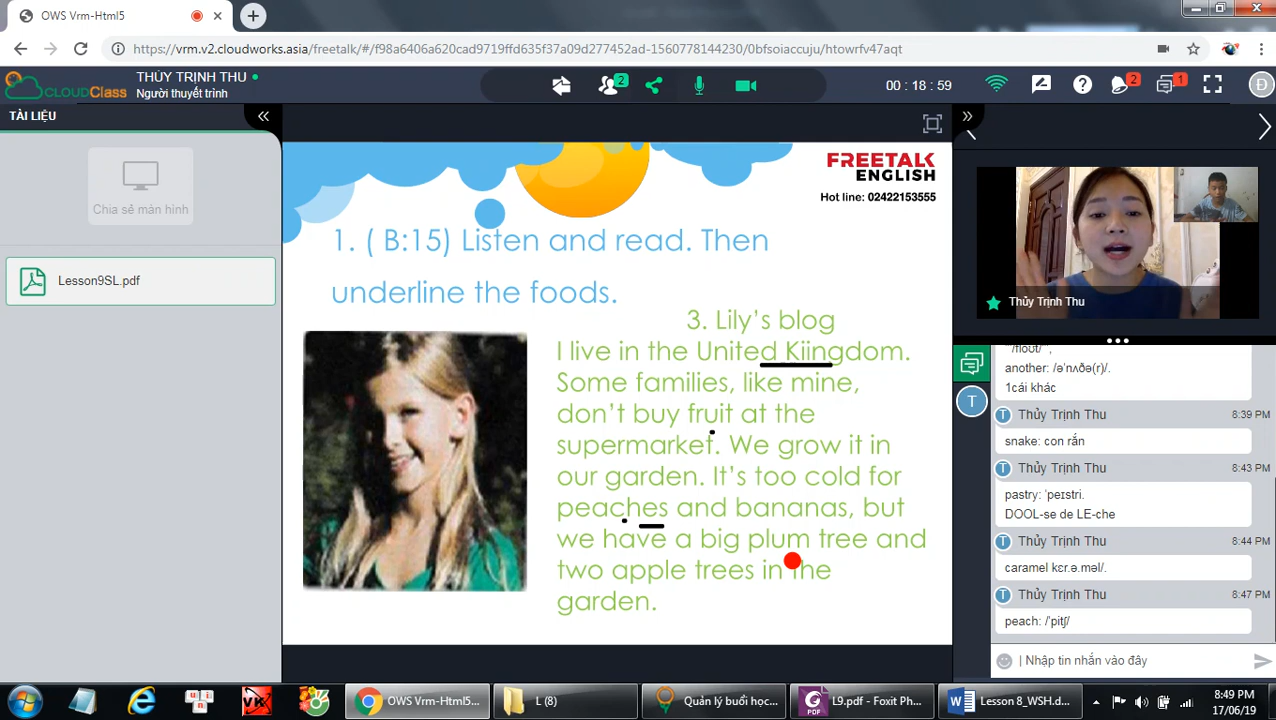 OWS Vrm-Html5
https://vrm.v2.cloudworks.asia/freetalk/#/f98a6406a620cad9719ffd635f37a09d277452ad-1560778144230/0bfsoiaccuju/htowrfv47aqt
CLOUDClass
THỦY TRỊNH THU
Người thuyết trình
2
00 : 18 : 59
2
1
Đ
TÀI LIỆU
Chia sẻ màn hình
Lesson9SL.pdf
FREETALK
ENGLISH
Hot line: 02422153555
1. ( B:15) Listen and read. Then
underline the foods.
3. Lily's blog
I live in the United Kiingdom.
Some families, like mine,
don't buy fruit at the
supermarket. We grow it in
our garden. It's too cold for
peaches and bananas, but
we have a big plum tree and
two apple trees in the
garden.
Thủy Trịnh Thu
another: /əˈnʌðə(r)/.
1cái khác
T Thủy Trịnh Thu 8:39 PM
snake: con rắn
T Thủy Trịnh Thu 8:43 PM
pastry: ˈpeɪstri.
DOOL-se de LE-che
T Thủy Trịnh Thu 8:44 PM
caramel kɛr.ə.məl/.
T Thủy Trịnh Thu 8:47 PM
peach: /ˈpitʃ/
T
Nhập tin nhắn vào đây
OWS Vrm-Html5...
L (8)
Quản lý buổi học...
L9.pdf - Foxit Ph...
Lesson 8_WSH.d...
8:49 PM
17/06/19